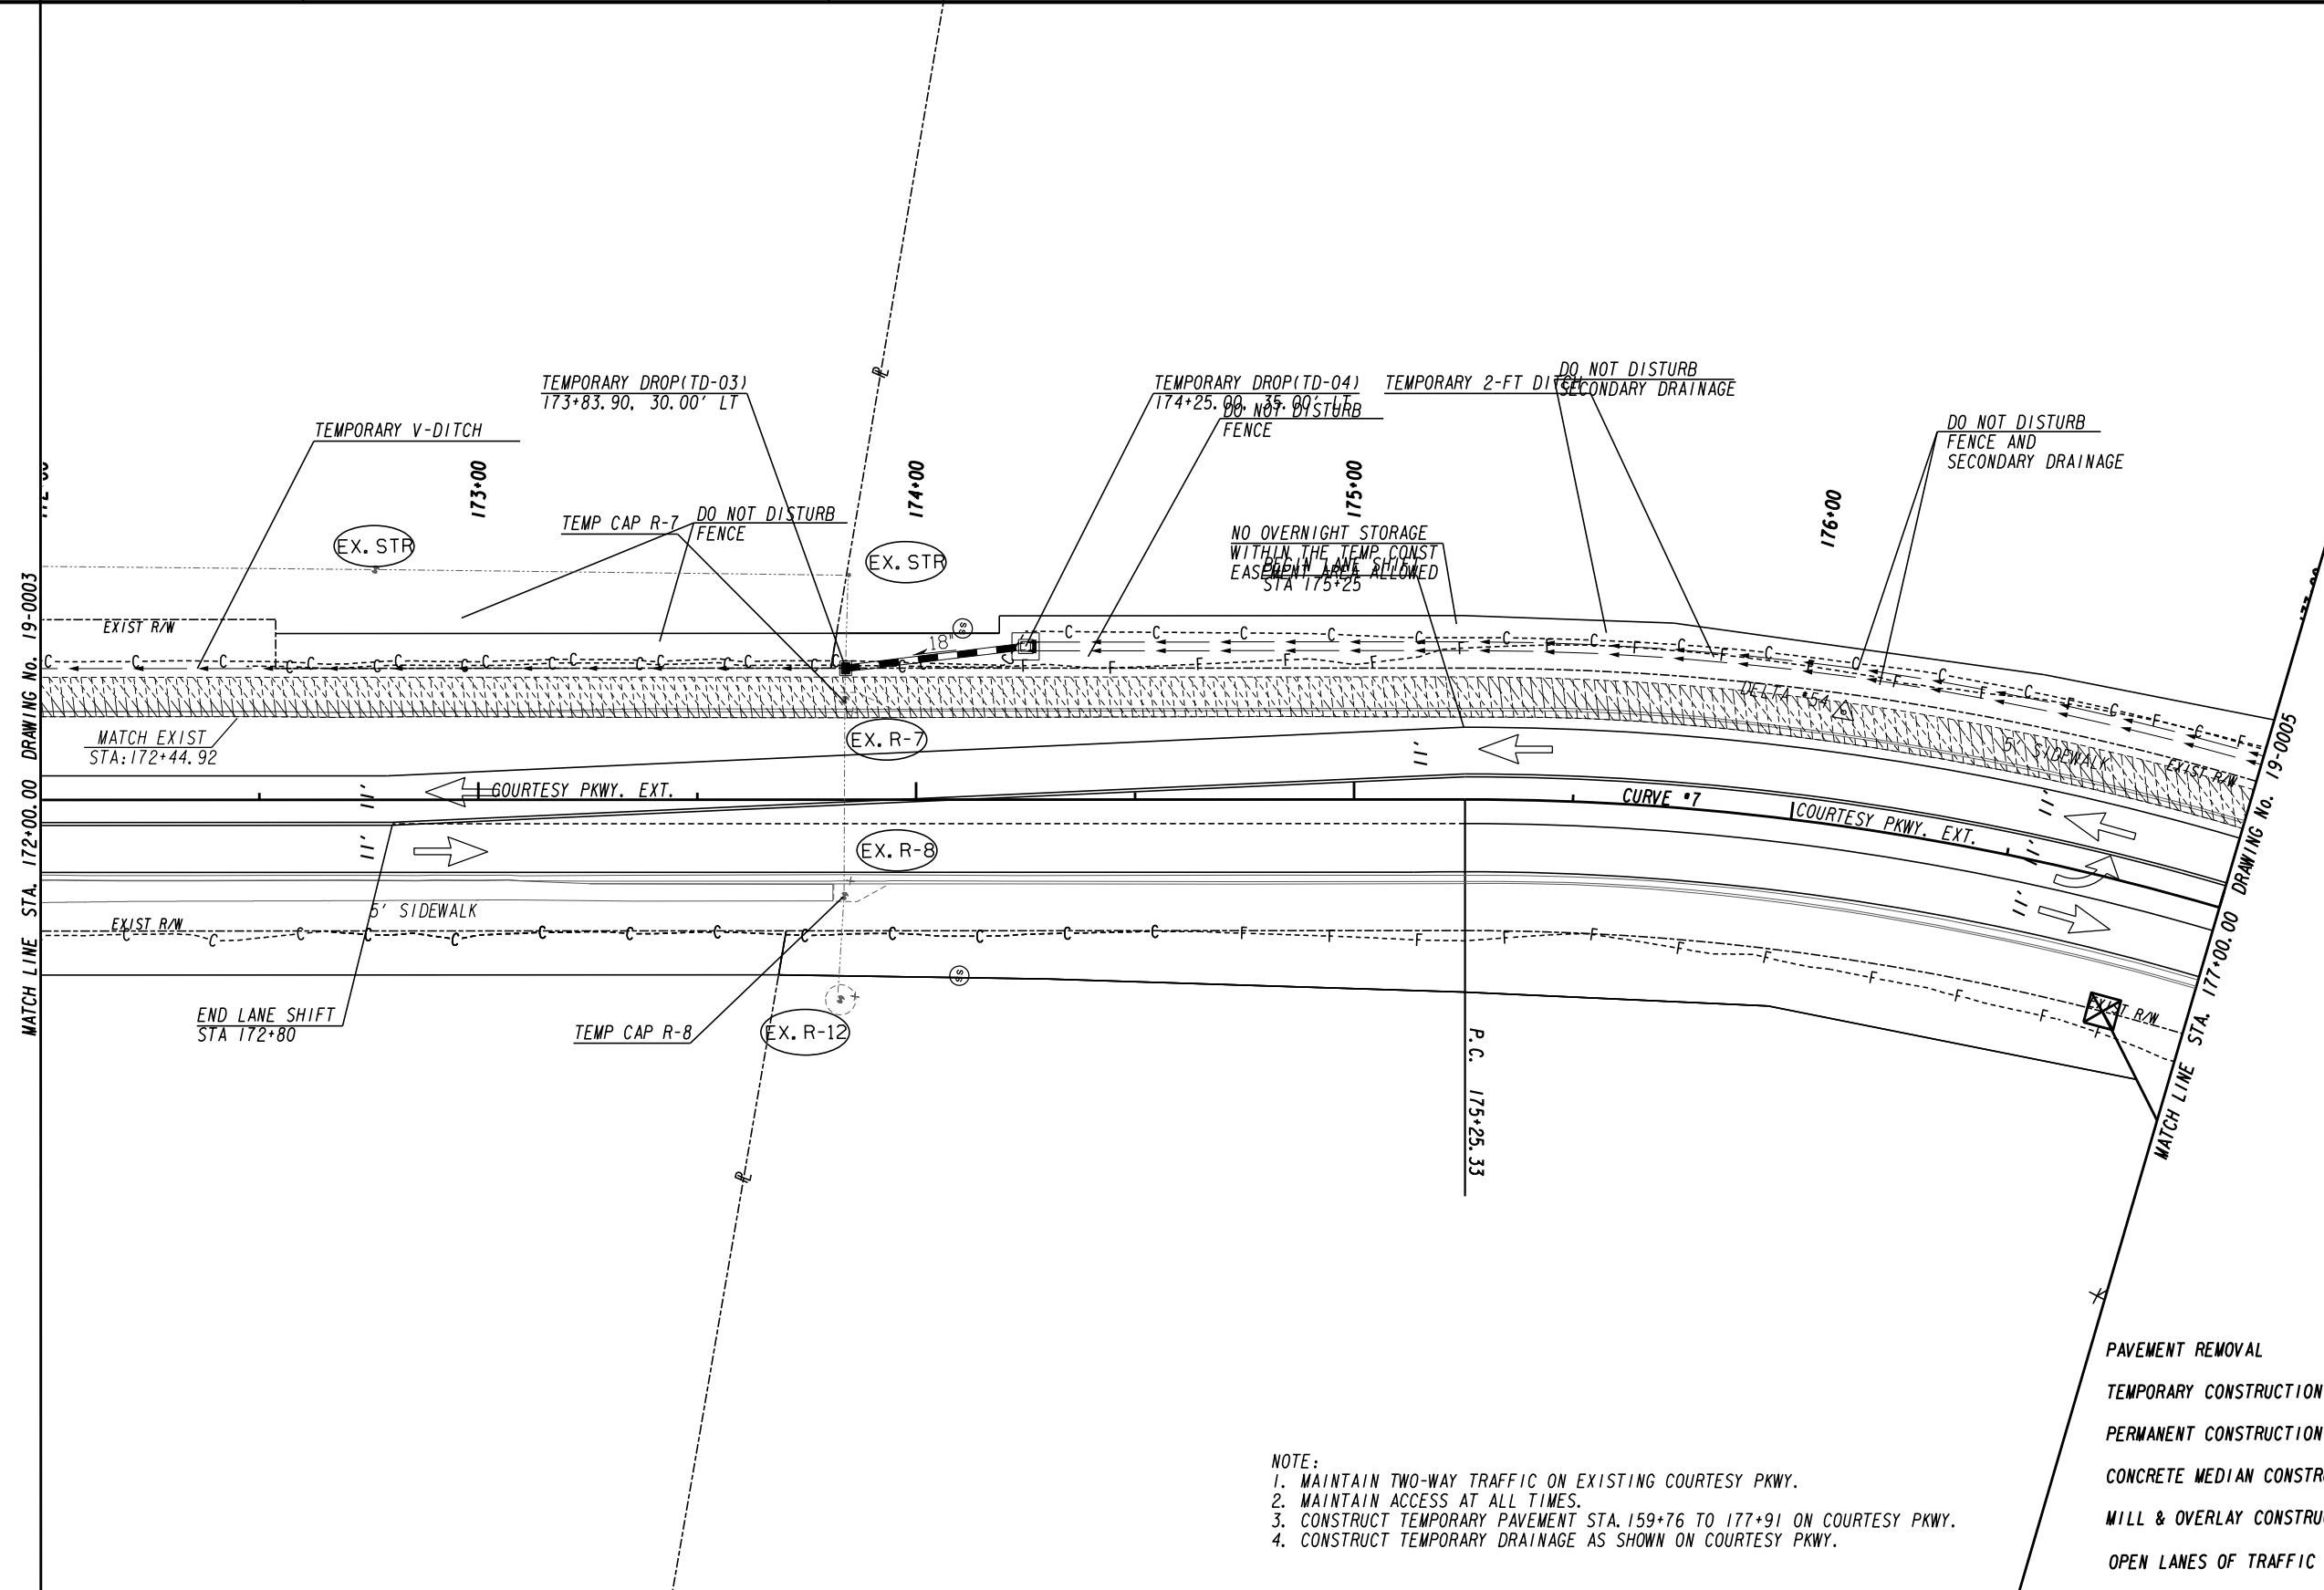 TEMPORARY DROP(TD-03)
173+83.90, 30.00' LT
TEMPORARY DROP(TD-04)
174+25.00, 35.00' LT
TEMPORARY 2-FT DITCH
DO NOT DISTURB
SECONDARY DRAINAGE
DO NOT DISTURB
FENCE
TEMPORARY V-DITCH
DO NOT DISTURB
FENCE AND
SECONDARY DRAINAGE
173+00
174+00
175+00
176+00
TEMP CAP R-7
DO NOT DISTURB
FENCE
EX. STR
EX. STR
NO OVERNIGHT STORAGE
WITHIN THE TEMP CONST
EASEMENT AREA ALLOWED
BEGIN LANE SHIFT
STA 175+25
EXIST R/W
18"
SS
DELTA #54
5' SIDEWALK
EXIST R/W
MATCH EXIST
STA:172+44.92
EX. R-7
11'
11'
COURTESY PKWY. EXT.
CURVE #7
COURTESY PKWY. EXT.
11'
11'
11'
11'
EX. R-8
5' SIDEWALK
EXIST R/W
SS
EXIST R/W
END LANE SHIFT
STA 172+80
TEMP CAP R-8
EX. R-12
P.C. 175+25.33
MATCH LINE STA. 172+00.00 DRAWING No. 19-0003
MATCH LINE STA. 177+00.00 DRAWING No. 19-0005
NOTE:
1. MAINTAIN TWO-WAY TRAFFIC ON EXISTING COURTESY PKWY.
2. MAINTAIN ACCESS AT ALL TIMES.
3. CONSTRUCT TEMPORARY PAVEMENT STA.159+76 TO 177+91 ON COURTESY PKWY.
4. CONSTRUCT TEMPORARY DRAINAGE AS SHOWN ON COURTESY PKWY.
PAVEMENT REMOVAL
TEMPORARY CONSTRUCTION
PERMANENT CONSTRUCTION
CONCRETE MEDIAN CONSTR
MILL & OVERLAY CONSTRU
OPEN LANES OF TRAFFIC